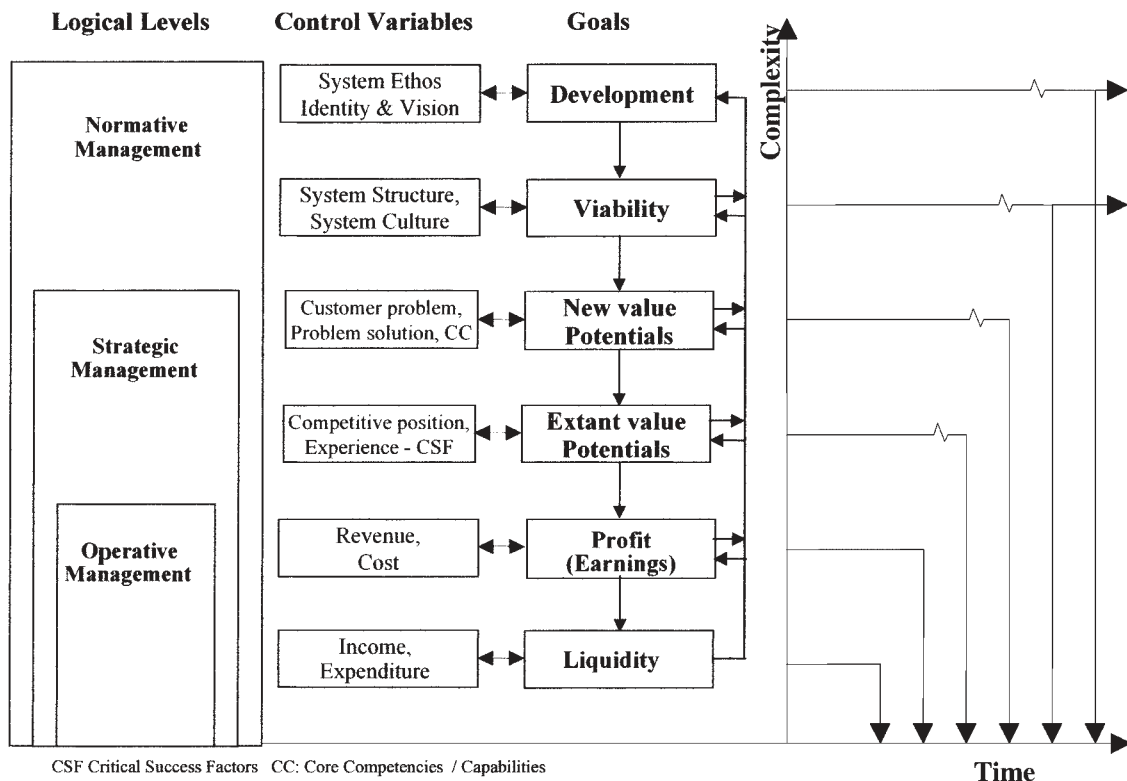 Logical Levels
Control Variables
Goals
Complexity
Normative
Management
Strategic
Management
Operative
Management
System Ethos
Identity & Vision
Development
System Structure,
System Culture
Viability
Customer problem,
Problem solution, CC
New value
Potentials
Competitive position,
Experience - CSF
Extant value
Potentials
Revenue,
Cost
Profit
(Earnings)
Income,
Expenditure
Liquidity
Time
CSF Critical Success Factors CC: Core Competencies / Capabilities